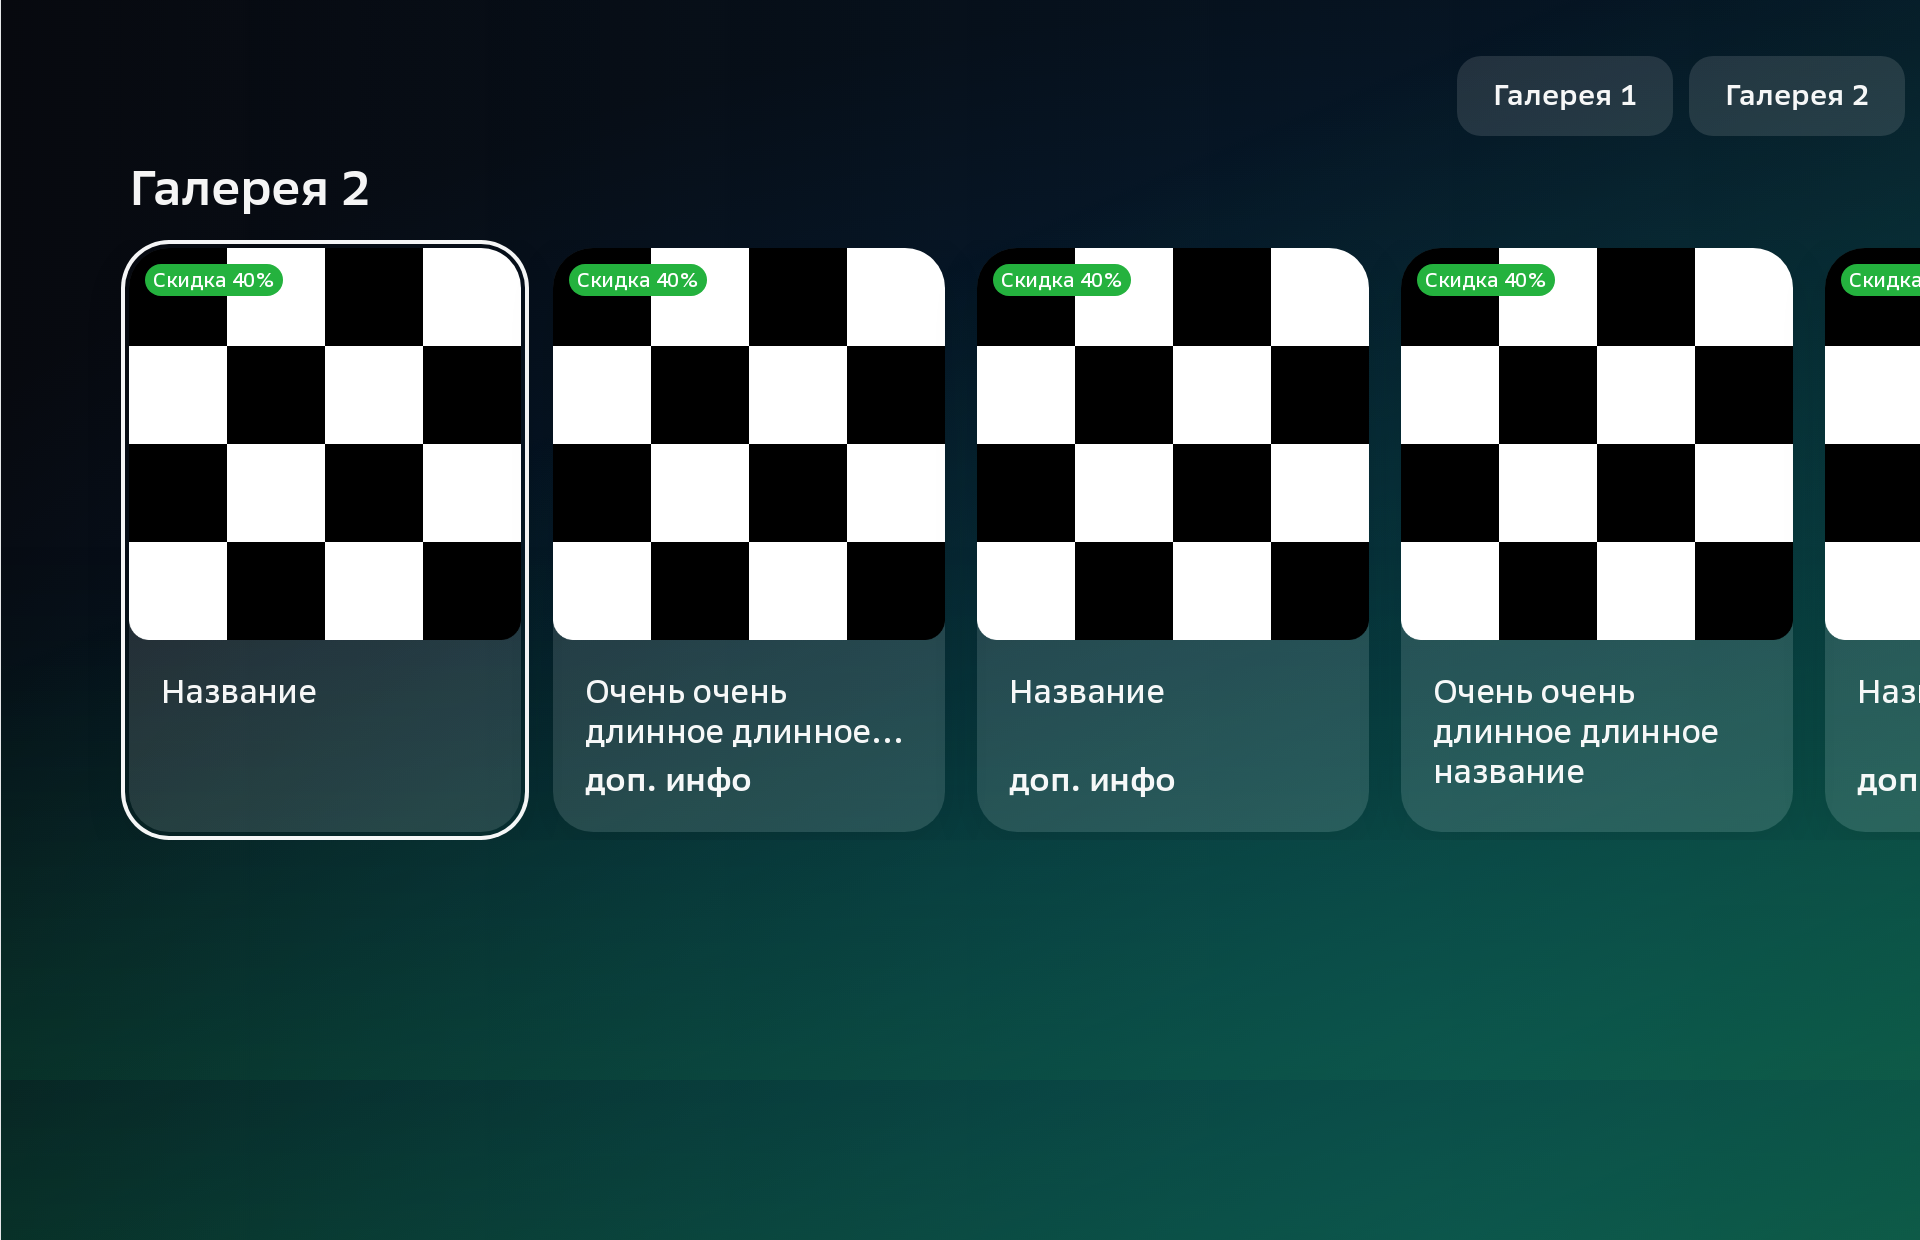 Галерея 1
Галерея 2
Галерея 2
Скидка 40%
Скидка 40%
Скидка 40%
Скидка 40%
Скидка
Название
Очень очень
длинное длинное...
доп. инфо
Название
доп. инфо
Очень очень
длинное длинное
название
Наз
доп